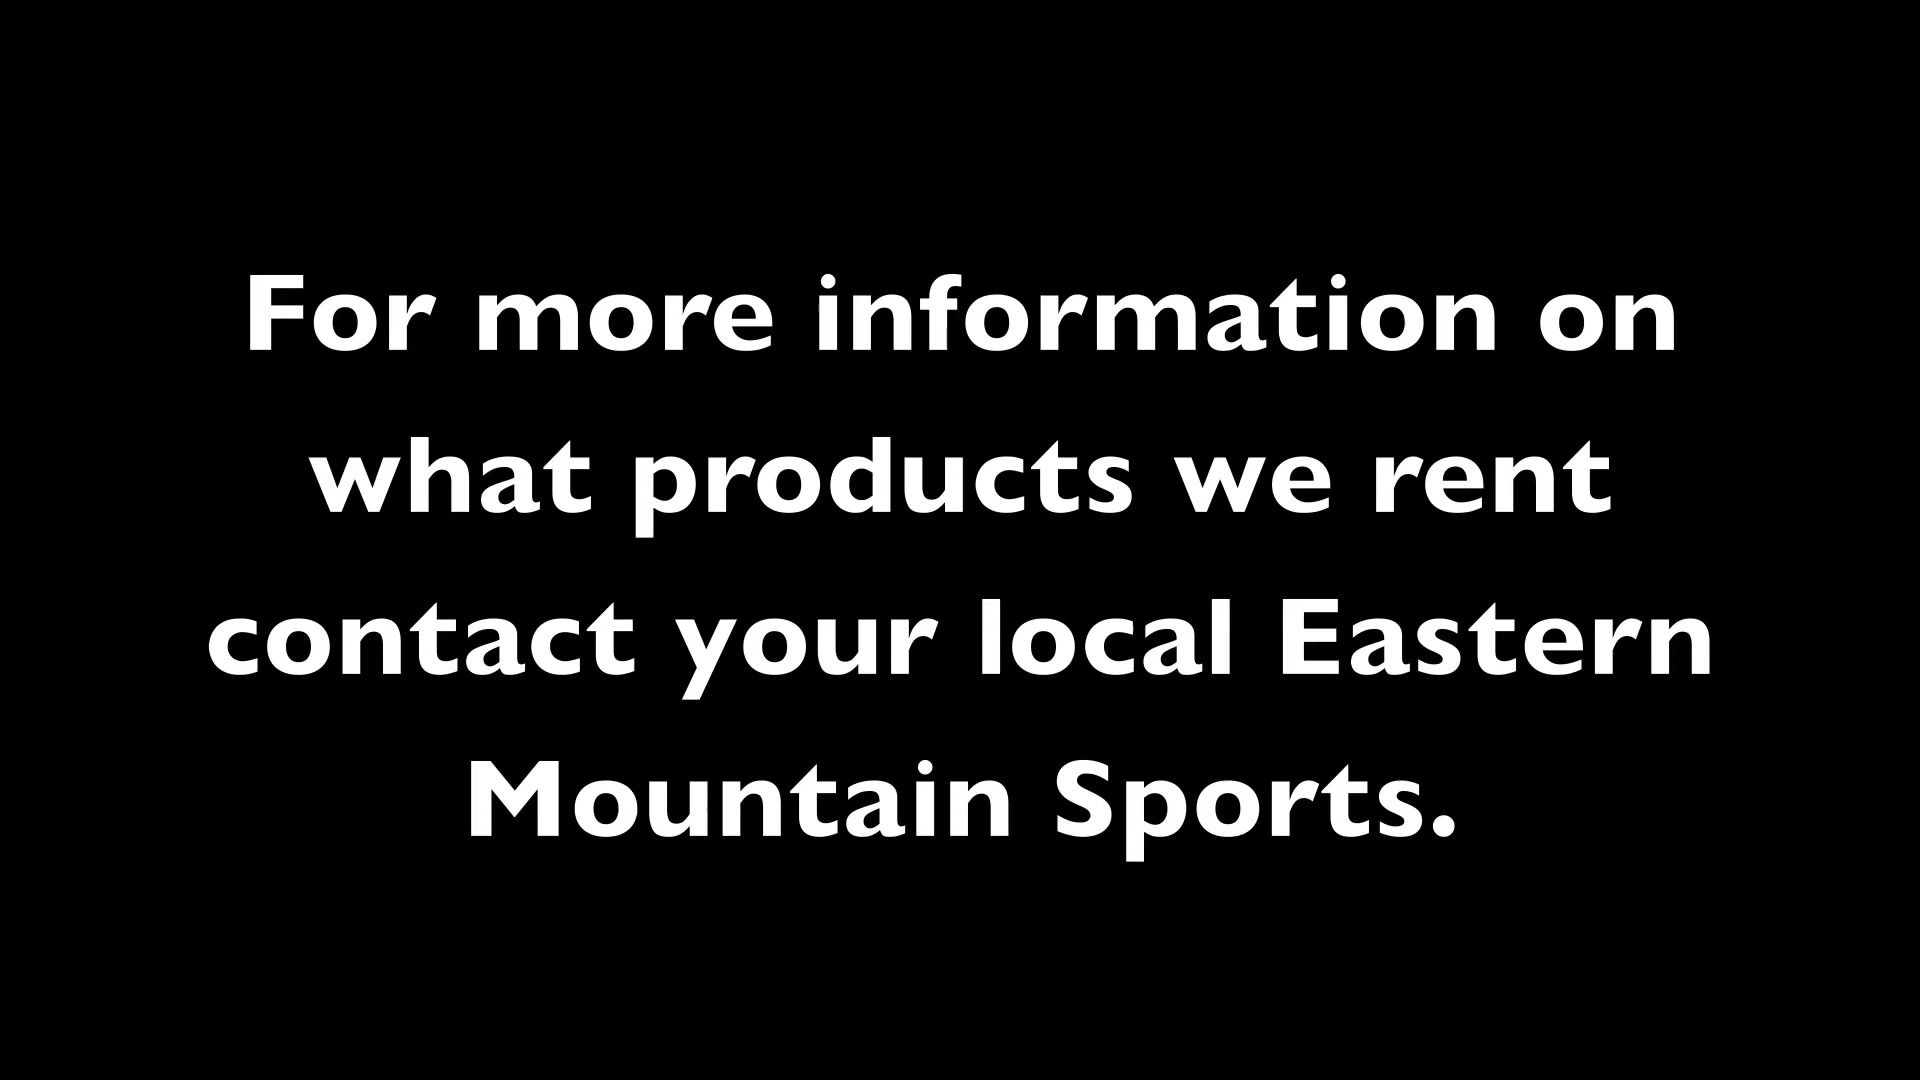 For more information on
what products we rent
contact your local Eastern
Mountain Sports.